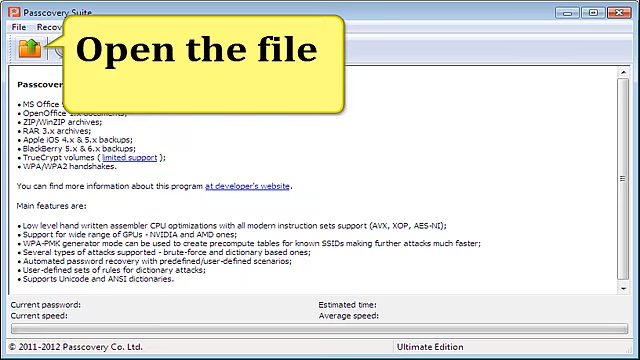 Passcovery Suite
File Recov
Open the file
Passcovery
• MS Office
• OpenOffice documents;
• ZIP/WinZIP archives;
• RAR 3.x archives;
• Apple iOS 4.x & 5.x backups;
• BlackBerry 5.x & 6.x backups;
• TrueCrypt volumes (limited support);
• WPA/WPA2 handshakes.
You can find more information about this program at developer's website.
Main features are:
• Low level hand written assembler CPU optimizations with all modern instruction sets support (AVX, XOP, AES-NI);
• Support for wide range of GPUs - NVIDIA and AMD ones;
• WPA-PMK generator mode can be used to create precompute tables for known SSIDs making further attacks much faster;
• Several types of attacks supported - brute-force and dictionary based ones;
• Automated password recovery with predefined/user-defined scenarios;
• User-defined sets of rules for dictionary attacks;
• Supports Unicode and ANSI dictionaries.
Current password:
Estimated time:
Current speed:
Average speed:
© 2011-2012 Passcovery Co. Ltd.
Ultimate Edition